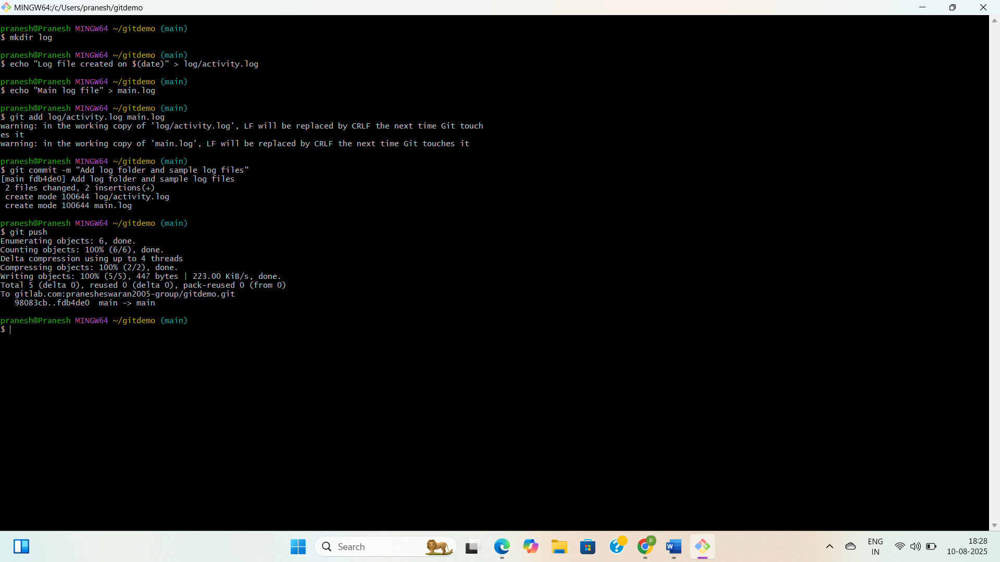 MINGW64:/c/Users/pranesh/gitdemo
pranesh@Pranesh MINGW64 ~/gitdemo (main)
$ mkdir log
pranesh@Pranesh MINGW64 ~/gitdemo (main)
$ echo "Log file created on $(date)" > log/activity.log
pranesh@Pranesh MINGW64 ~/gitdemo (main)
$ echo "Main log file" > main.log
pranesh@Pranesh MINGW64 ~/gitdemo (main)
$ git add log/activity.log main.log
warning: in the working copy of 'log/activity.log', LF will be replaced by CRLF the next time Git touch
es it
warning: in the working copy of 'main.log', LF will be replaced by CRLF the next time Git touches it
pranesh@Pranesh MINGW64 ~/gitdemo (main)
$ git commit -m "Add log folder and sample log files"
[main fdb4de0] Add log folder and sample log files
 2 files changed, 2 insertions(+)
 create mode 100644 log/activity.log
 create mode 100644 main.log
pranesh@Pranesh MINGW64 ~/gitdemo (main)
$ git push
Enumerating objects: 6, done.
Counting objects: 100% (6/6), done.
Delta compression using up to 4 threads
Compressing objects: 100% (2/2), done.
Writing objects: 100% (5/5), 447 bytes | 223.00 KiB/s, done.
Total 5 (delta 0), reused 0 (delta 0), pack-reused 0 (from 0)
To gitlab.com:pranesheswaran2005-group/gitdemo.git
   98083cb..fdb4de0  main -> main
pranesh@Pranesh MINGW64 ~/gitdemo (main)
$
Search
P
W
ENG
IN
18:28
10-08-2025